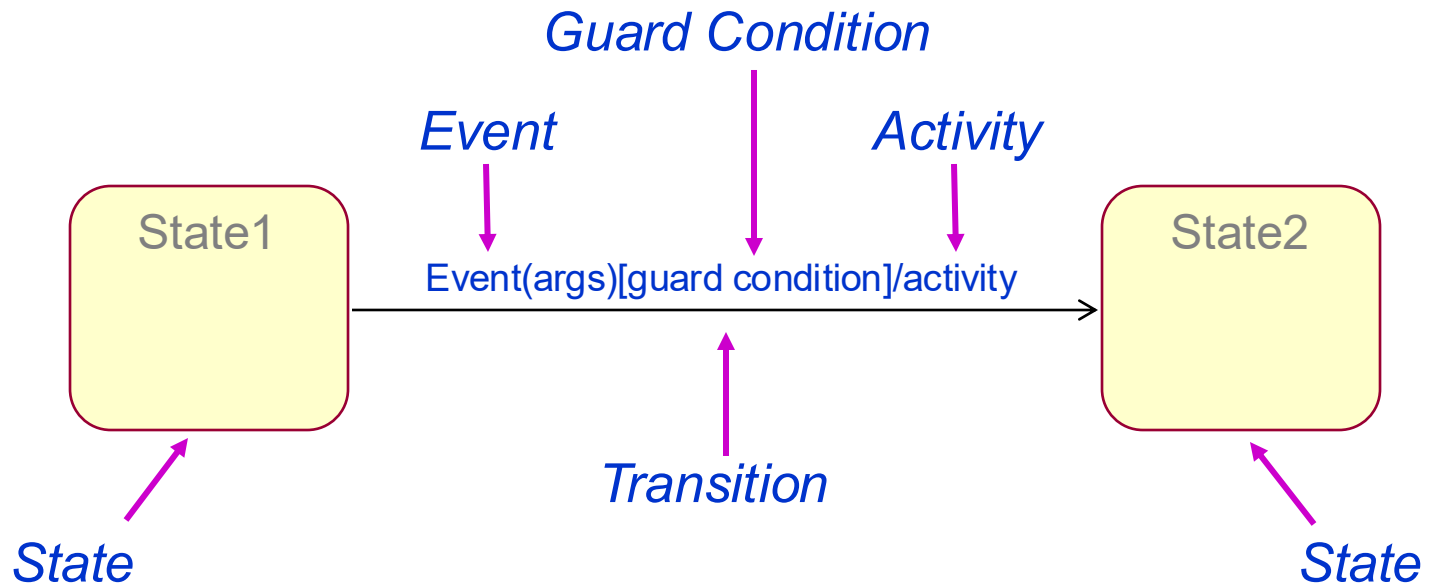 Guard Condition
Event
Activity
State1
State2
Event(args)[guard condition]/activity
Transition
State
State